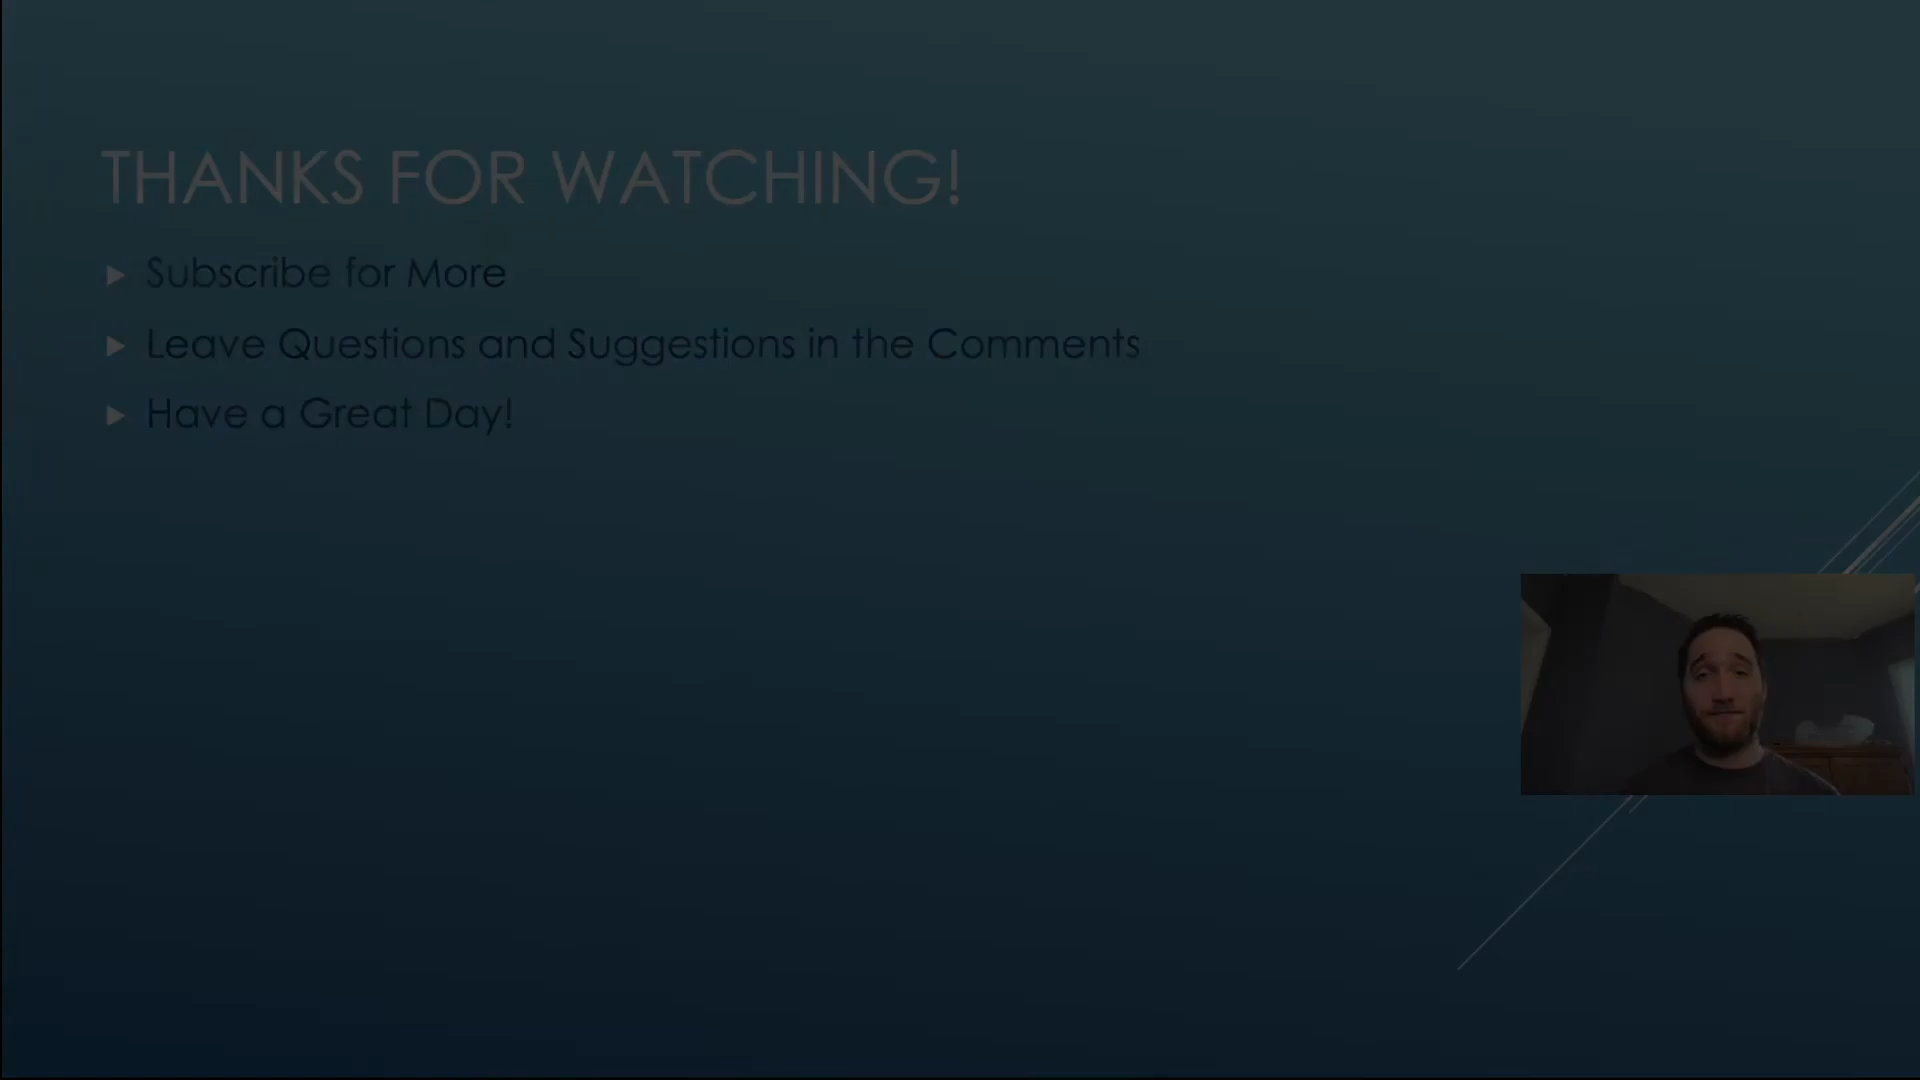 THANKS FOR WATCHING!
Subscribe for More
Leave Questions and Suggestions in the Comments
Have a Great Day!